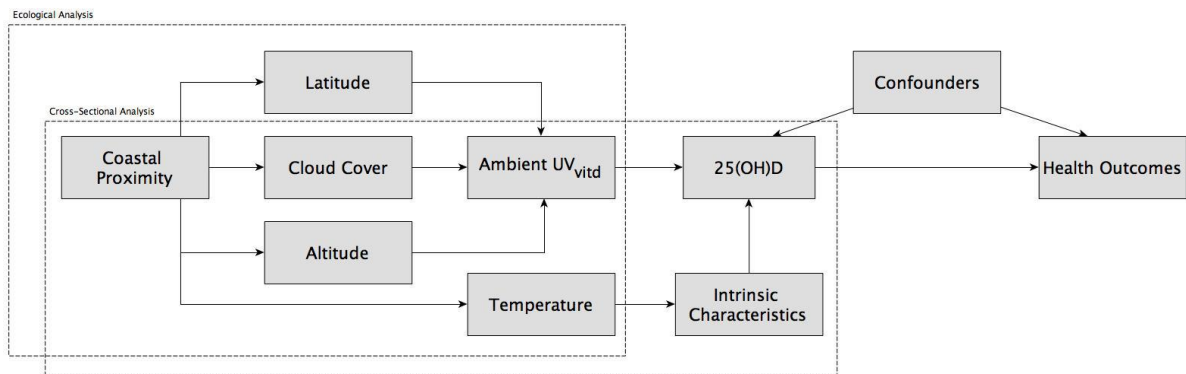 Ecological Analysis
Latitude
Confounders
Cross-Sectional Analysis
Coastal
Proximity
Cloud Cover
Ambient UVvitd
25(OH)D
Health Outcomes
Altitude
Temperature
Intrinsic
Characteristics